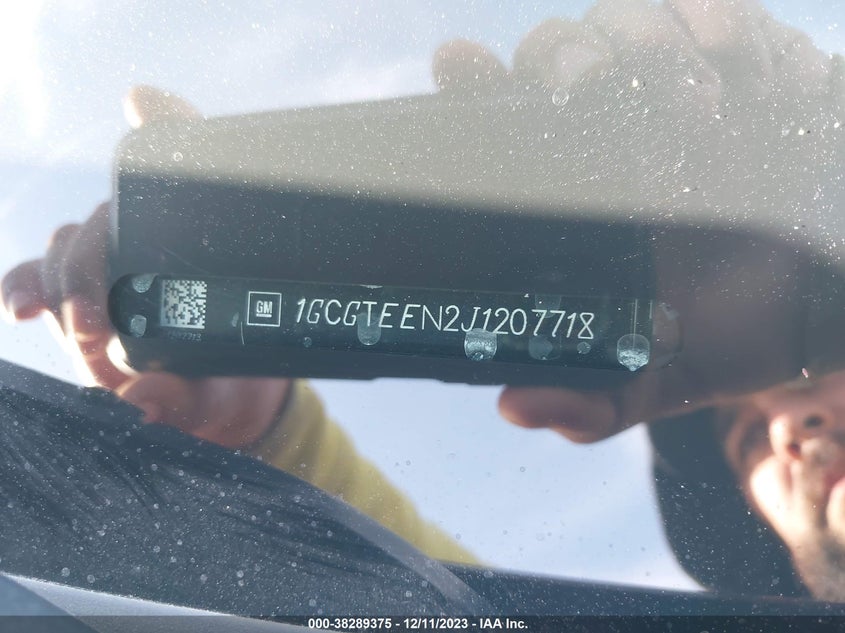 GM 1GCGTEEN2J1207718
000-38289375 - 12/11/2023 - IAA Inc.